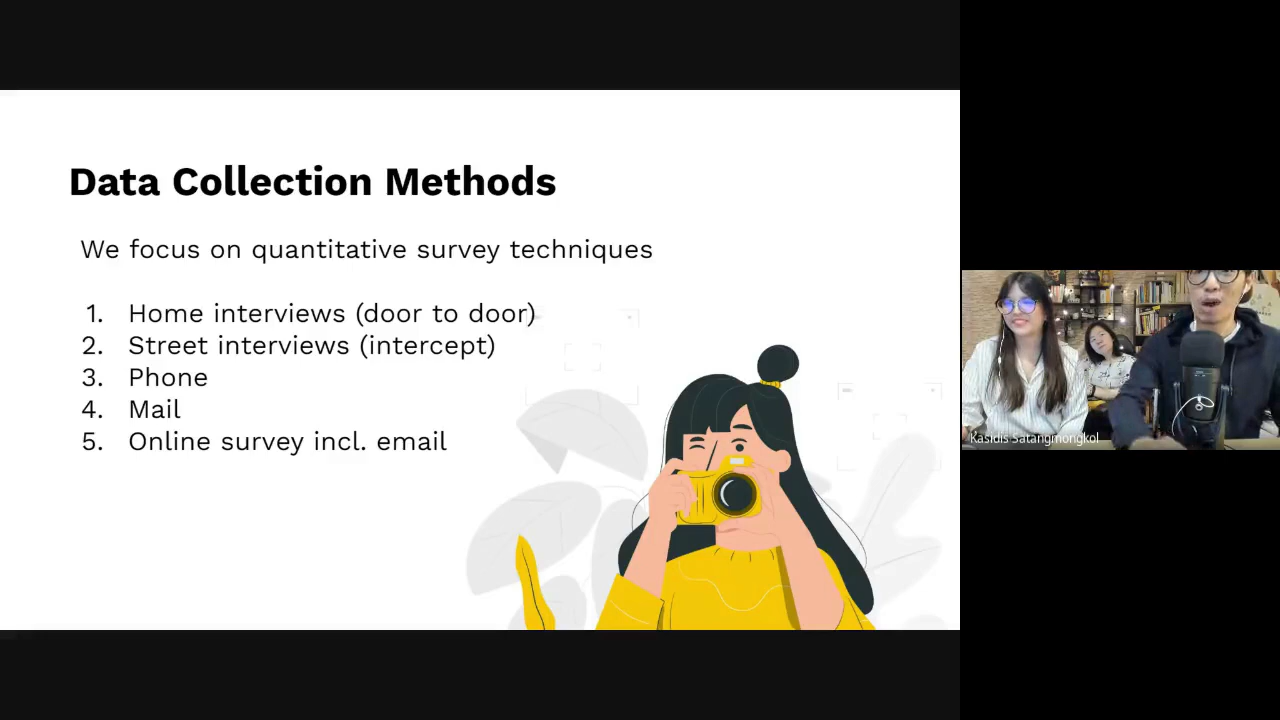 Data Collection Methods
We focus on quantitative survey techniques
1. Home interviews (door to door)
2. Street interviews (intercept)
3. Phone
4. Mail
5. Online survey incl. email
Kasidis Satangmongkol